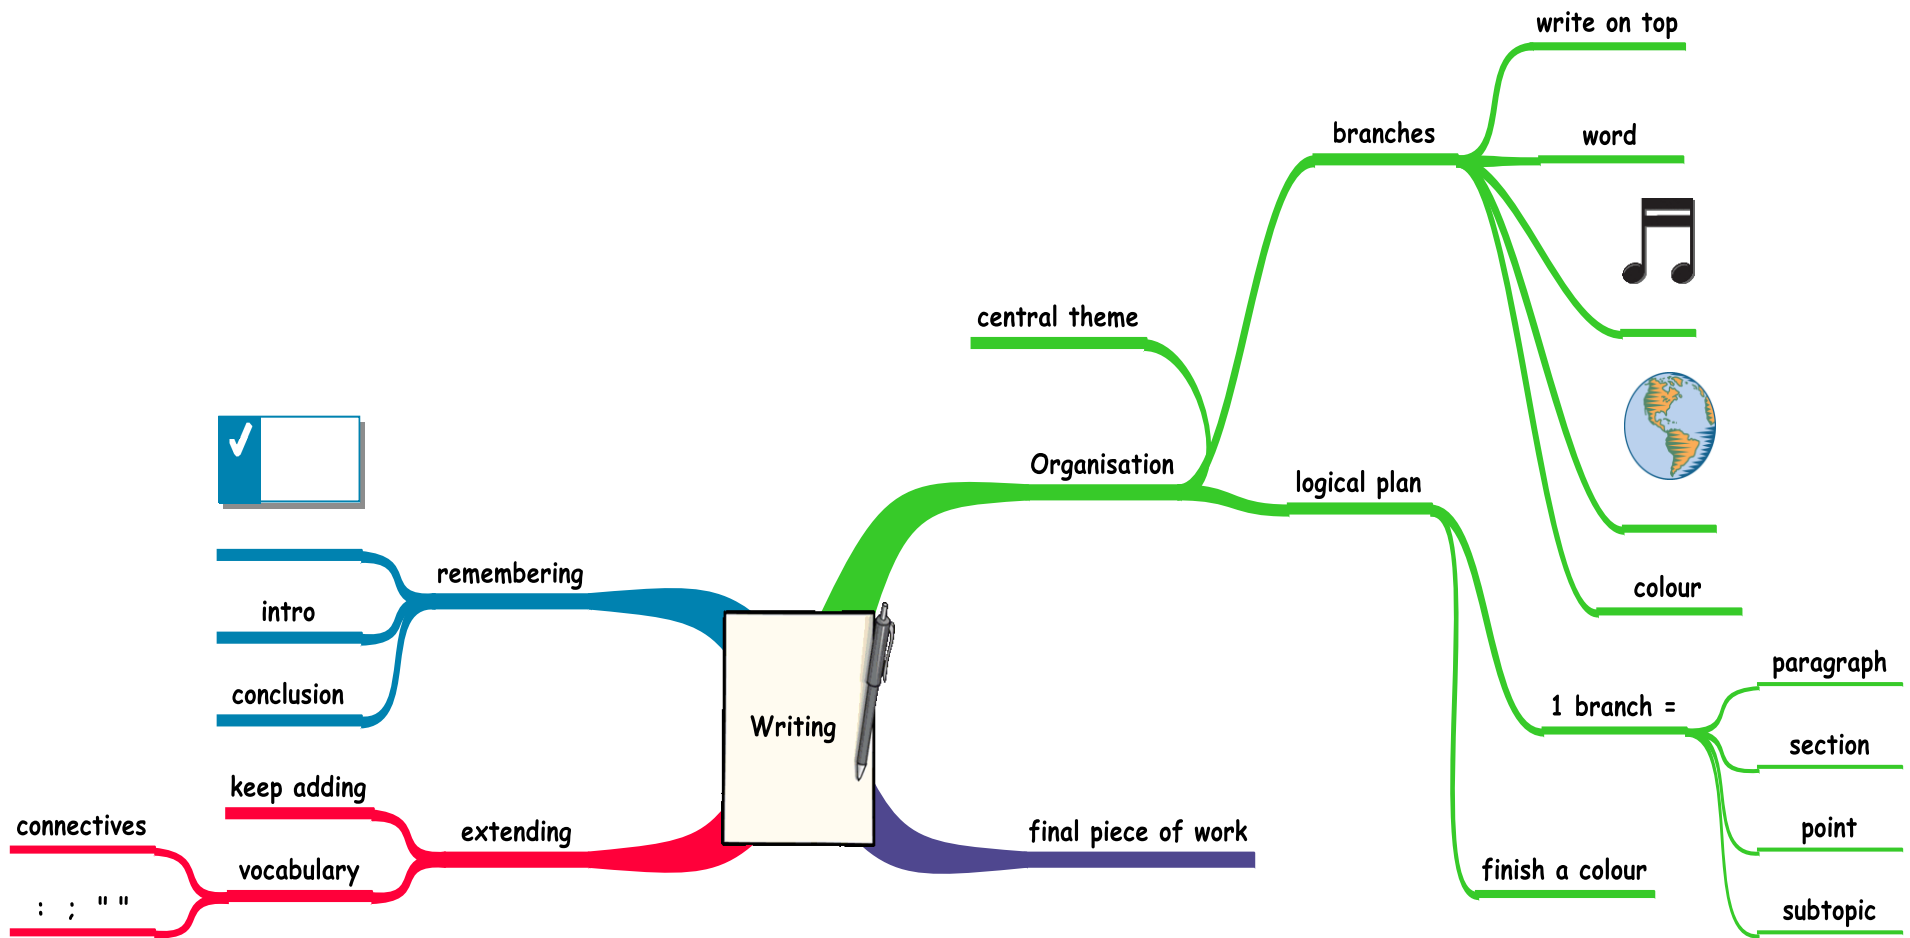 write on top
branches
word
central theme
Organisation
logical plan
colour
1 branch =
paragraph
section
point
subtopic
finish a colour
final piece of work
Writing
remembering
intro
conclusion
extending
keep adding
vocabulary
connectives
: ; " "